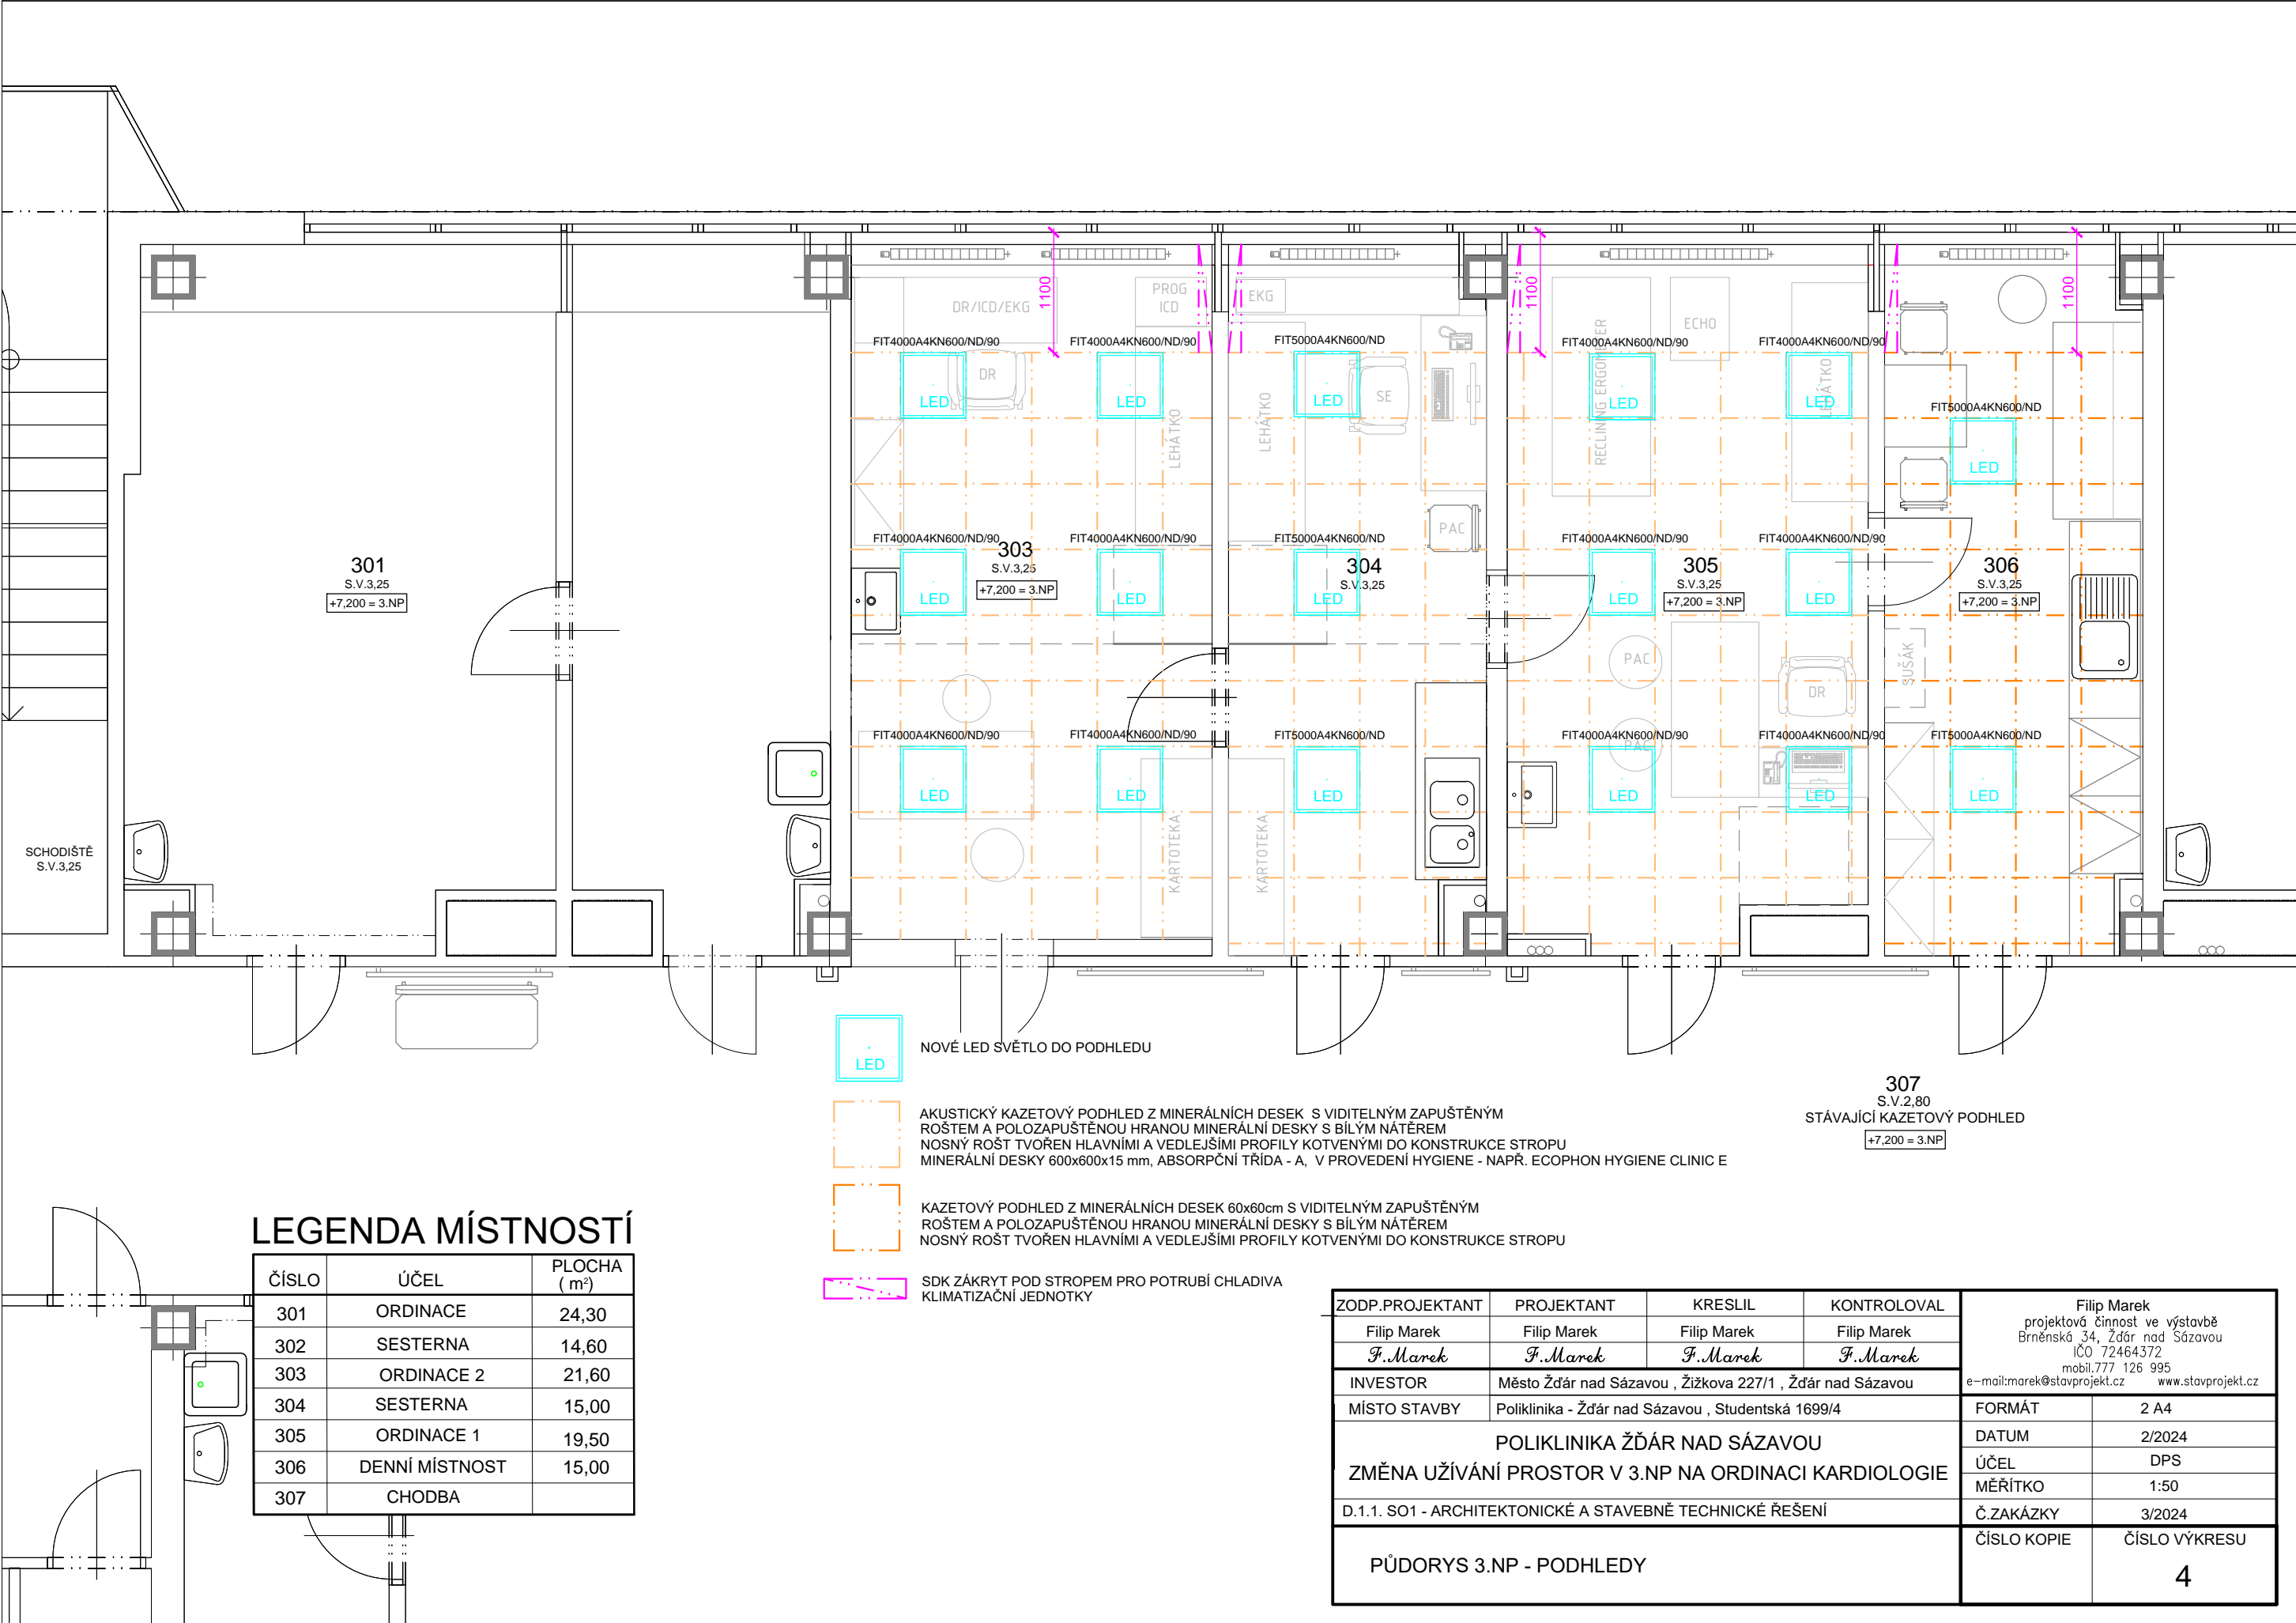 1100
1100
1100
DR/ICD/EKG
PROG
ICD
EKG
ECHO
FIT4000A4KN600/ND/90
FIT4000A4KN600/ND/90
FIT5000A4KN600/ND
FIT4000A4KN600/ND/90
FIT4000A4KN600/ND/90
DR
SE
LED
LED
LED
LED
LED
LEHÁTKO
LEHÁTKO
RECLING ERGOMETER
LEHÁTKO
FIT5000A4KN600/ND
LED
PAC
FIT4000A4KN600/ND/90
FIT4000A4KN600/ND/90
FIT5000A4KN600/ND
FIT4000A4KN600/ND/90
FIT4000A4KN600/ND/90
301
S.V.3,25
+7,200 = 3.NP
303
S.V.3,25
+7,200 = 3.NP
304
S.V.3,25
305
S.V.3,25
+7,200 = 3.NP
306
S.V.3,25
+7,200 = 3.NP
LED
LED
LED
LED
LED
PAC
DR
SUŠÁK
FIT4000A4KN600/ND/90
FIT4000A4KN600/ND/90
FIT5000A4KN600/ND
FIT4000A4KN600/ND/90
FIT4000A4KN600/ND/90
FIT5000A4KN600/ND
PAC
LED
LED
LED
LED
LED
LED
KARTOTEKA
KARTOTEKA
SCHODIŠTĚ
S.V.3,25
LED
NOVÉ LED SVĚTLO DO PODHLEDU
307
S.V.2,80
STÁVAJÍCÍ KAZETOVÝ PODHLED
+7,200 = 3.NP
AKUSTICKÝ KAZETOVÝ PODHLED Z MINERÁLNÍCH DESEK S VIDITELNÝM ZAPUŠTĚNÝM
ROŠTEM A POLOZAPUŠTĚNOU HRANOU MINERÁLNÍ DESKY S BÍLÝM NÁTĚREM
NOSNÝ ROŠT TVOŘEN HLAVNÍMI A VEDLEJŠÍMI PROFILY KOTVENÝMI DO KONSTRUKCE STROPU
MINERÁLNÍ DESKY 600x600x15 mm, ABSORPČNÍ TŘÍDA - A, V PROVEDENÍ HYGIENE - NAPŘ. ECOPHON HYGIENE CLINIC E
KAZETOVÝ PODHLED Z MINERÁLNÍCH DESEK 60x60cm S VIDITELNÝM ZAPUŠTĚNÝM
ROŠTEM A POLOZAPUŠTĚNOU HRANOU MINERÁLNÍ DESKY S BÍLÝM NÁTĚREM
NOSNÝ ROŠT TVOŘEN HLAVNÍMI A VEDLEJŠÍMI PROFILY KOTVENÝMI DO KONSTRUKCE STROPU
SDK ZÁKRYT POD STROPEM PRO POTRUBÍ CHLADIVA
KLIMATIZAČNÍ JEDNOTKY
LEGENDA MÍSTNOSTÍ
ČÍSLO ÚČEL PLOCHA
( m²)
301 ORDINACE 24,30
302 SESTERNA 14,60
303 ORDINACE 2 21,60
304 SESTERNA 15,00
305 ORDINACE 1 19,50
306 DENNÍ MÍSTNOST 15,00
307 CHODBA
ZODP.PROJEKTANT PROJEKTANT KRESLIL KONTROLOVAL
Filip Marek Filip Marek Filip Marek Filip Marek
F.Marek F.Marek F.Marek F.Marek
INVESTOR Město Žďár nad Sázavou , Žižkova 227/1 , Žďár nad Sázavou
MÍSTO STAVBY Poliklinika - Žďár nad Sázavou , Studentská 1699/4
POLIKLINIKA ŽĎÁR NAD SÁZAVOU
ZMĚNA UŽÍVÁNÍ PROSTOR V 3.NP NA ORDINACI KARDIOLOGIE
D.1.1. SO1 - ARCHITEKTONICKÉ A STAVEBNĚ TECHNICKÉ ŘEŠENÍ
PŮDORYS 3.NP - PODHLEDY
Filip Marek
projektová činnost ve výstavbě
Brněnská 34, Žďár nad Sázavou
IČO 72464372
mobil.777 126 995
e-mail:marek@stavprojekt.cz www.stavprojekt.cz
FORMÁT 2 A4
DATUM 2/2024
ÚČEL DPS
MĚŘÍTKO 1:50
Č.ZAKÁZKY 3/2024
ČÍSLO KOPIE ČÍSLO VÝKRESU
4